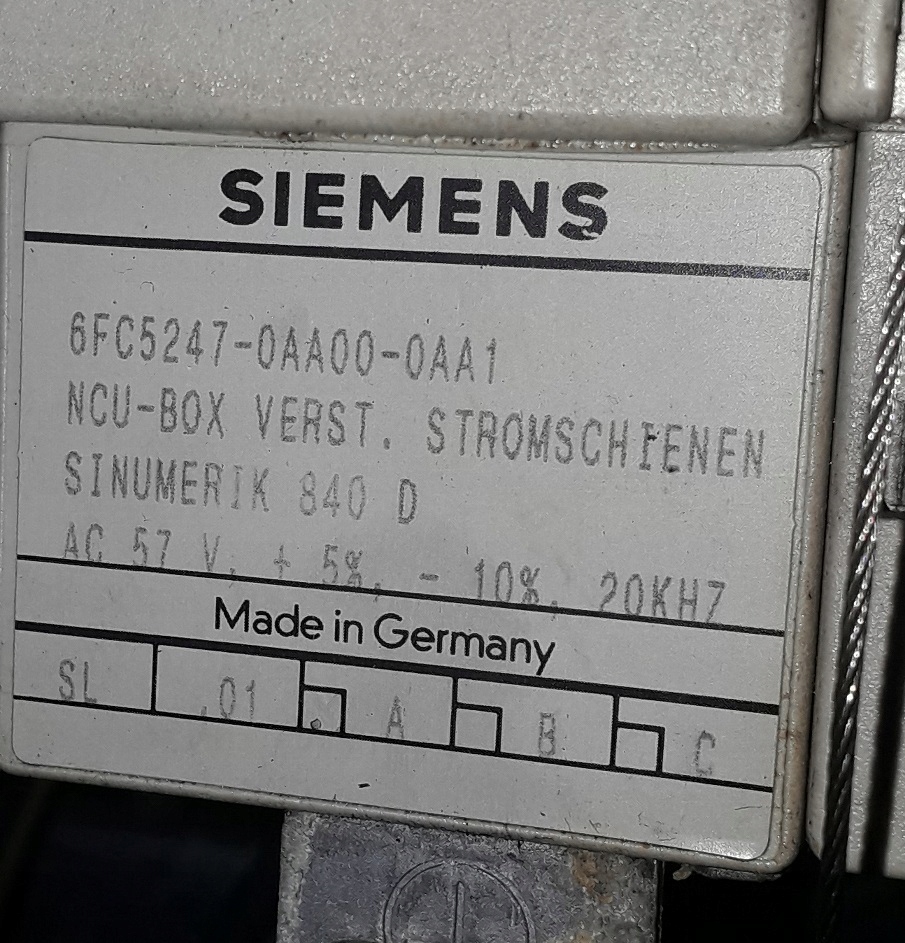 SIEMENS
6FC5247-0AA00-0AA1
NCU-BOX VERST. STROMSCHIENEN
SINUMERIK 840 D
AC 57 V, + 5%, - 10%, 20KHZ
Made in Germany
SL .01 . A B C